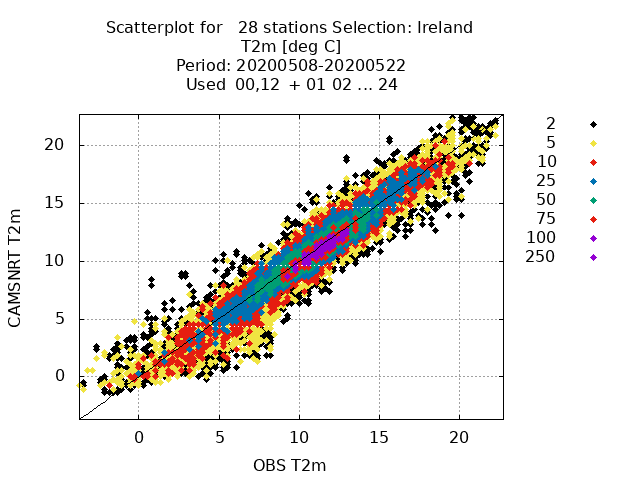 Scatterplot for   28 stations Selection: Ireland
T2m [deg C]
Period: 20200508-20200522
Used  00,12  + 01 02 ... 24
2
5
10
25
50
75
100
250
20
15
10
5
0
CAMSNRT T2m
0 5 10 15 20
OBS T2m